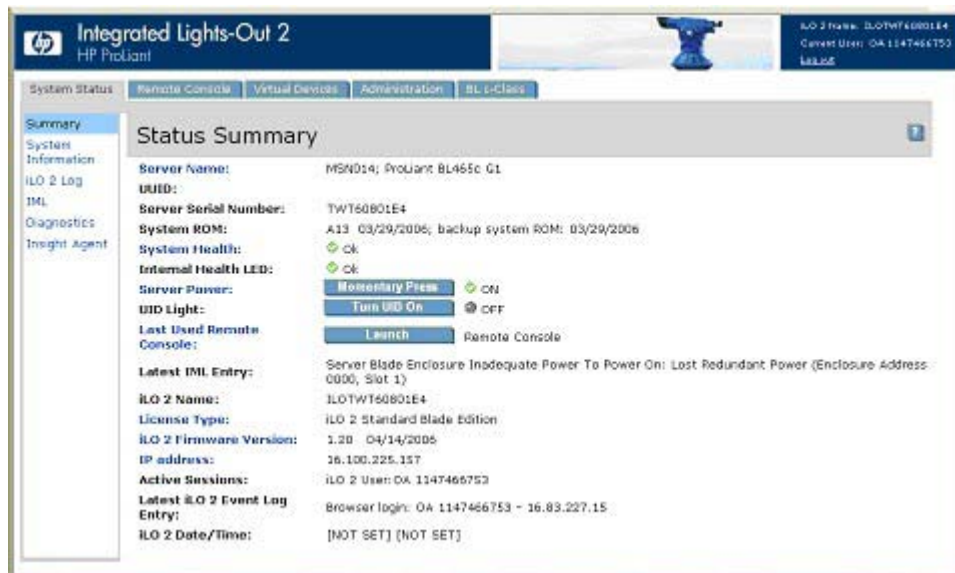 hp
Integrated Lights-Out 2
HP ProLiant
iLO 2 Name: ILOTWT60801E4
Current User: OA 1147466753
Log out
System Status
Remote Console
Virtual Devices
Administration
BL c-Class
Summary
System
Information
iLO 2 Log
IML
Diagnostics
Insight Agent
Status Summary
?
Server Name: MSN014; ProLiant BL465c G1
UUID:
Server Serial Number: TWT60801E4
System ROM: A13 03/29/2006; backup system ROM: 03/29/2006
System Health: Ok
Internal Health LED: Ok
Server Power: Momentary Press ON
UID Light: Turn UID On OFF
Last Used Remote
Console: Launch Remote Console
Latest IML Entry: Server Blade Enclosure Inadequate Power To Power On: Lost Redundant Power (Enclosure Address
0000, Slot 1)
iLO 2 Name: ILOTWT60801E4
License Type: iLO 2 Standard Blade Edition
iLO 2 Firmware Version: 1.20 04/14/2006
IP address: 16.100.225.157
Active Sessions: iLO 2 User: OA 1147466753
Latest iLO 2 Event Log
Entry: Browser login: OA 1147466753 - 16.83.227.15
iLO 2 Date/Time: [NOT SET] [NOT SET]